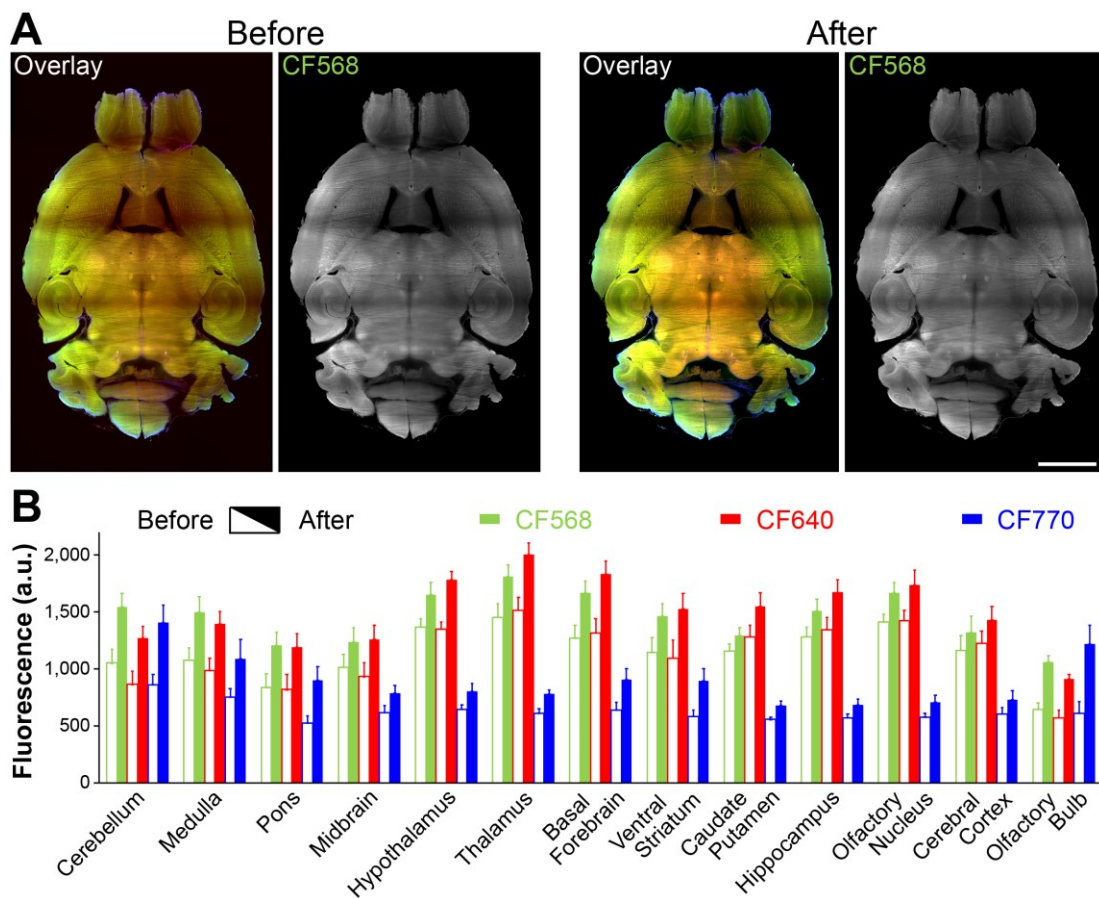 A
Before
After
Overlay
CF568
Overlay
CF568
B
Before
After
CF568
CF640
CF770
Fluorescence (a.u.)
2,000
1,500
1,000
500
0
Cerebellum
Medulla
Pons
Midbrain
Hypothalamus
Thalamus
Basal
Forebrain
Ventral
Striatum
Caudate
Putamen
Hippocampus
Olfactory
Nucleus
Cerebral
Cortex
Olfactory
Bulb